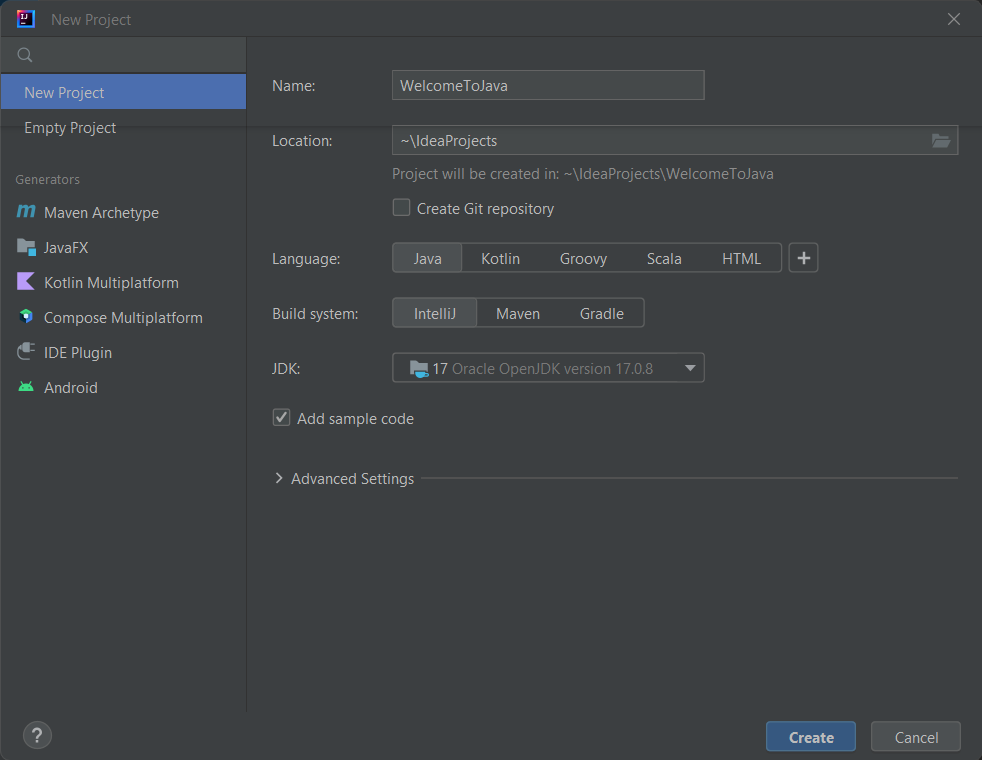 New Project
New Project
Empty Project
Generators
Maven Archetype
JavaFX
Kotlin Multiplatform
Compose Multiplatform
IDE Plugin
Android
Name: WelcomeToJava
Location: ~\IdeaProjects
Project will be created in: ~\IdeaProjects\WelcomeToJava
Create Git repository
Language: Java Kotlin Groovy Scala HTML +
Build system: IntelliJ Maven Gradle
JDK: 17 Oracle OpenJDK version 17.0.8
Add sample code
Advanced Settings
? Create Cancel